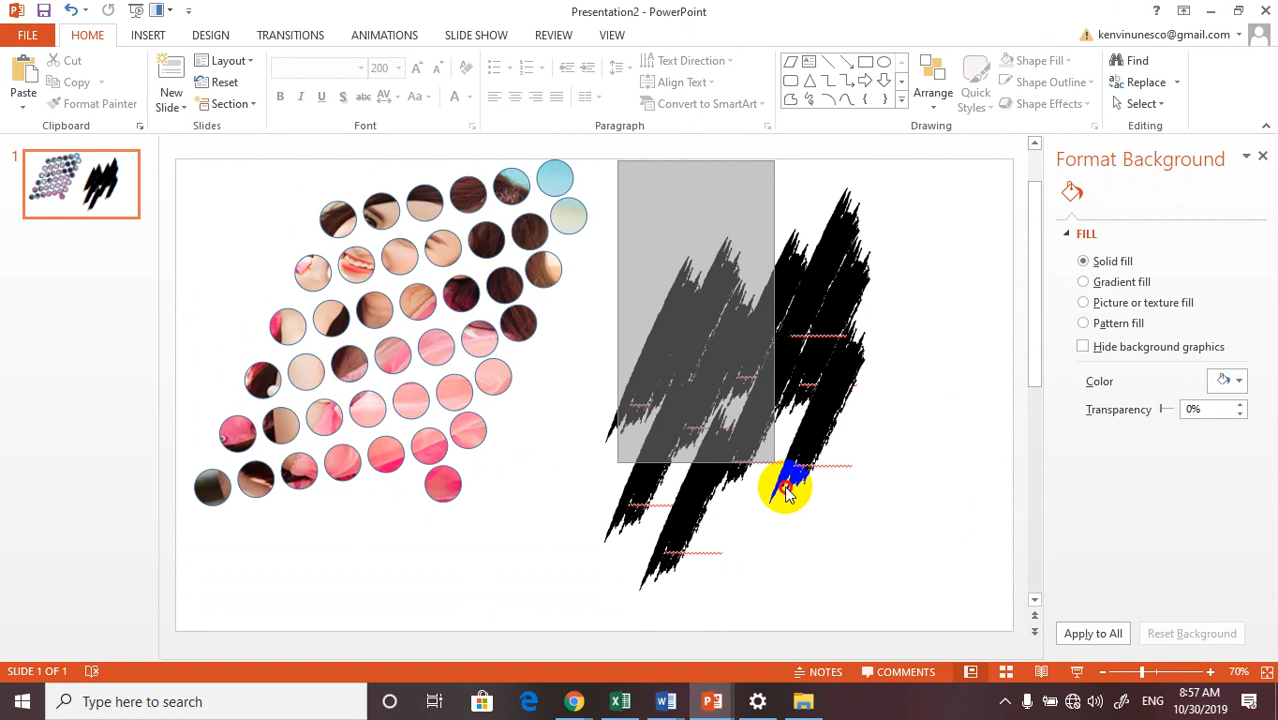 Presentation2 - PowerPoint
?
FILE HOME INSERT DESIGN TRANSITIONS ANIMATIONS SLIDE SHOW REVIEW VIEW kenvinunesco@gmail.com
Paste
Cut
Copy
Format Painter
Clipboard
New Slide
Layout
Reset
Section
Slides
200
B I U S abc AV Aa A
Font
Text Direction
Align Text
Convert to SmartArt
Paragraph
Arrange
Quick Styles
Shape Fill
Shape Outline
Shape Effects
Drawing
Find
Replace
Select
Editing
1
Format Background
FILL
Solid fill
Gradient fill
Picture or texture fill
Pattern fill
Hide background graphics
Color
Transparency 0%
Apply to All Reset Background
SLIDE 1 OF 1 NOTES COMMENTS 70%
Type here to search
ENG
8:57 AM
10/30/2019